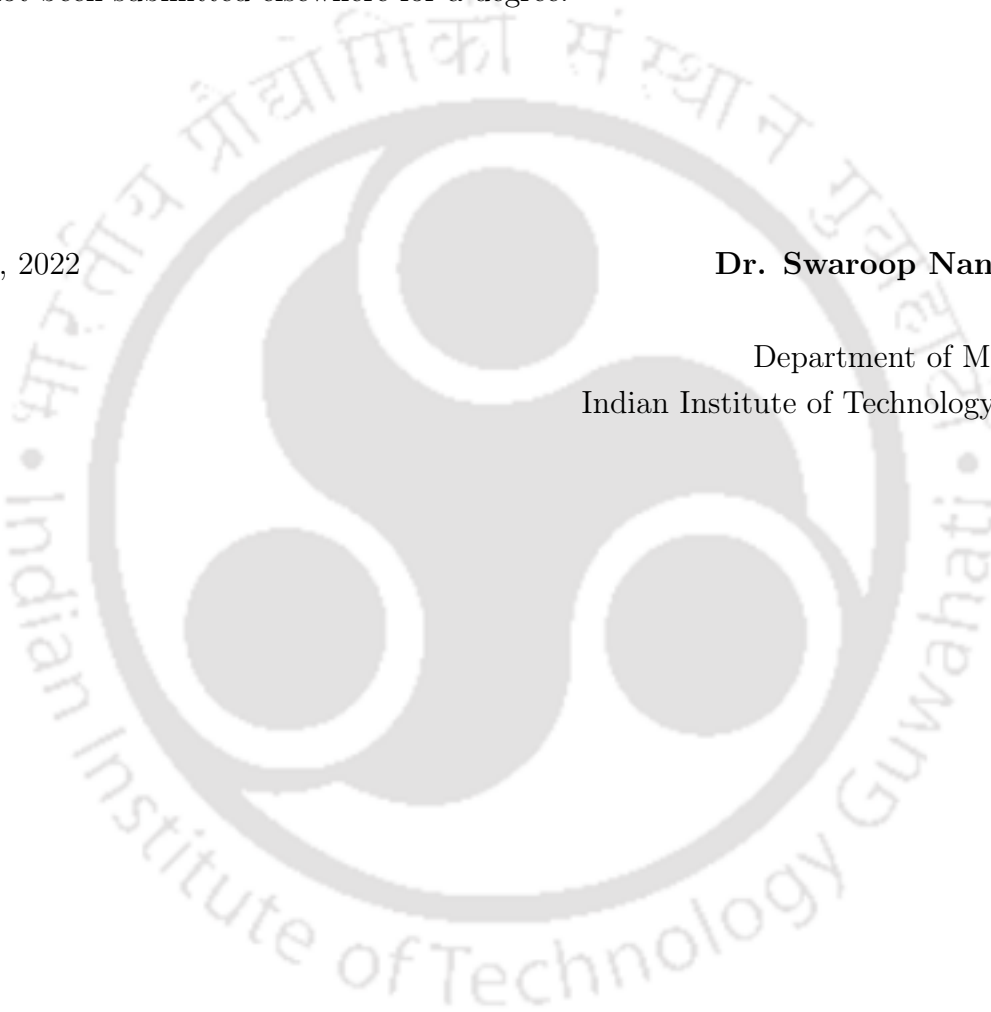 been submitted elsewhere for a degree.
, 2022
Dr. Swaroop Nan
Department of M
Indian Institute of Technology
भारतीय प्रौद्योगिकी संस्थान गुवाहाटी
Indian Institute of Technology Guwahati